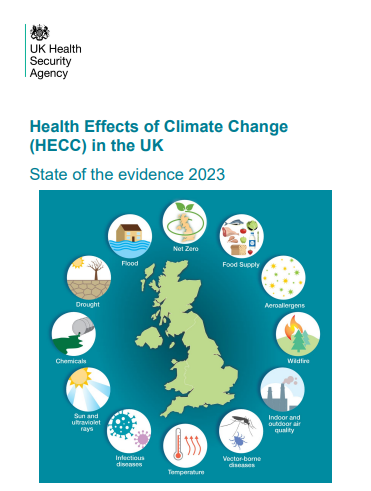 UK Health
Security
Agency
Health Effects of Climate Change
(HECC) in the UK
State of the evidence 2023
Net Zero
Flood
Food Supply
Drought
Aeroallergens
Chemicals
Wildfire
Sun and
ultraviolet
rays
Indoor and
outdoor air
quality
Infectious
diseases
Vector-borne
diseases
Temperature